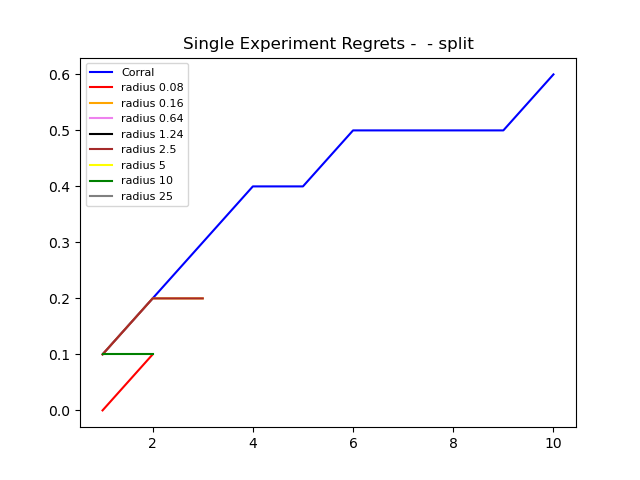 Single Experiment Regrets -  - split
Corral
radius 0.08
radius 0.16
radius 0.64
radius 1.24
radius 2.5
radius 5
radius 10
radius 25
0.6
0.5
0.4
0.3
0.2
0.1
0.0
2 4 6 8 10